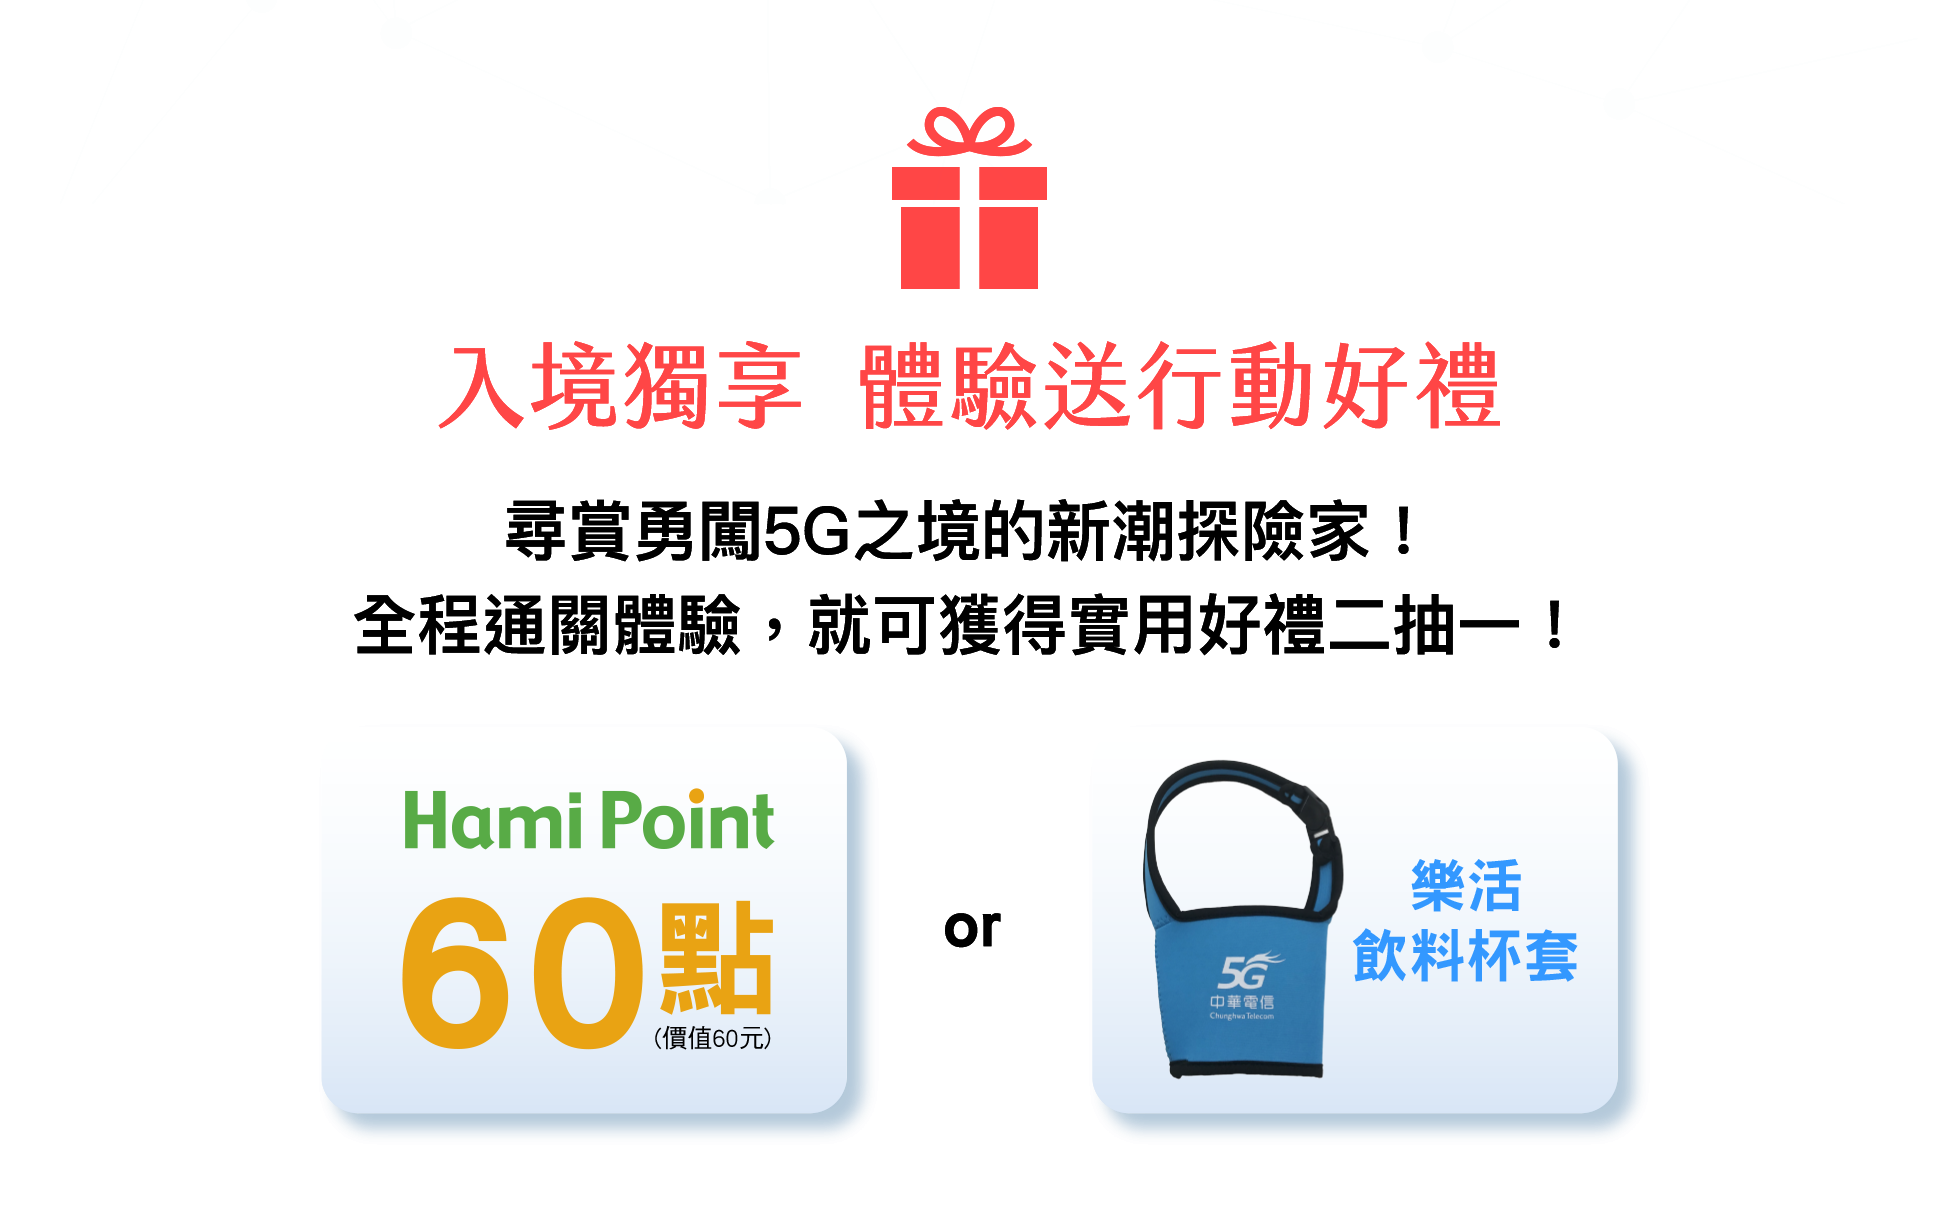 入境獨享 體驗送行動好禮
尋賞勇闖5G之境的新潮探險家！
全程通關體驗，就可獲得實用好禮二抽一！
Hami Point
60點
(價值60元)
or
5G
中華電信
Chunghwa Telecom
樂活
飲料杯套